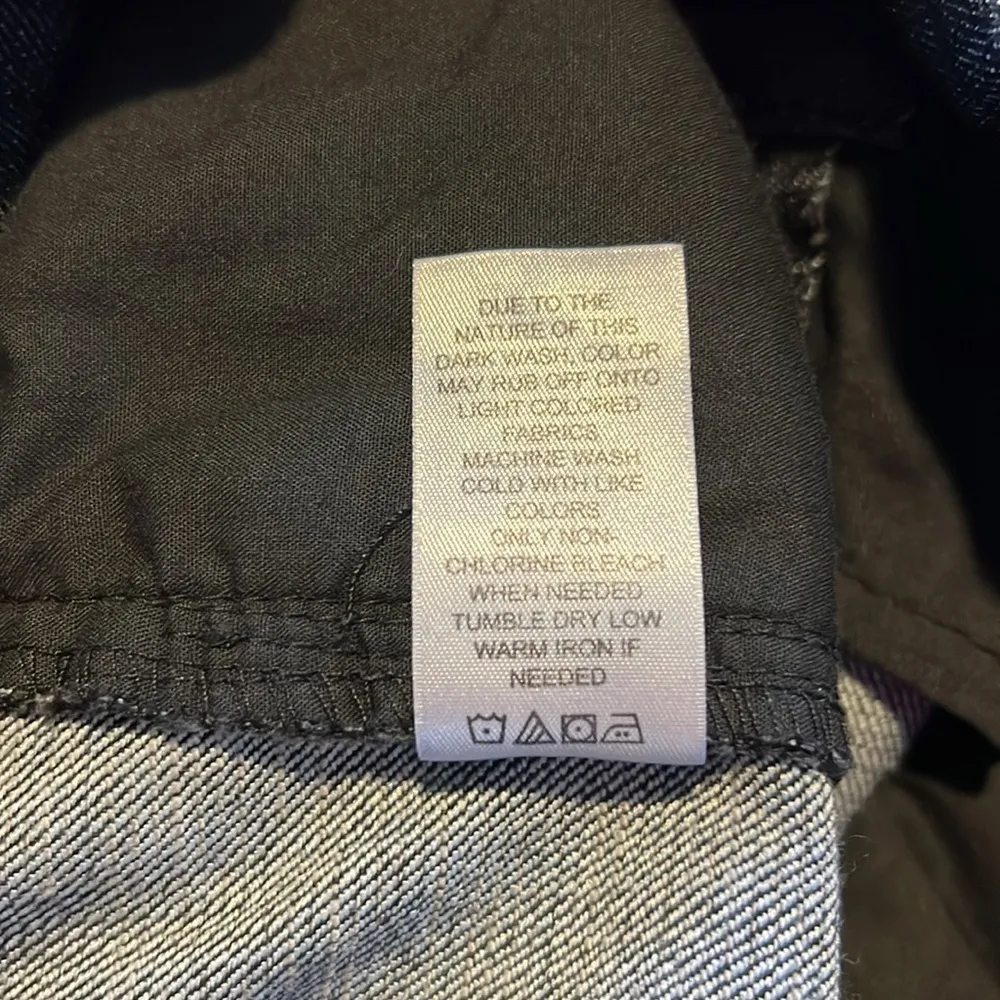 DUE TO THE
NATURE OF THIS
DARK WASH, COLOR
MAY RUB OFF ONTO
LIGHT COLORED
FABRICS
MACHINE WASH
COLD WITH LIKE
COLORS
ONLY NON-
CHLORINE BLEACH
WHEN NEEDED
TUMBLE DRY LOW
WARM IRON IF
NEEDED